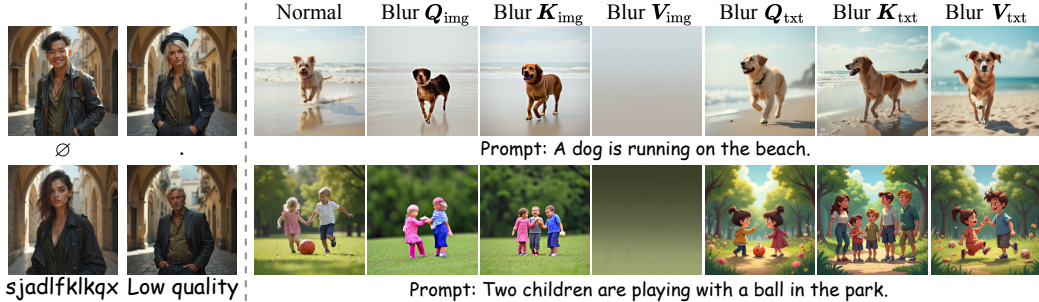 Normal
Blur Q_img
Blur K_img
Blur V_img
Blur Q_txt
Blur K_txt
Blur V_txt
∅
.
Prompt: A dog is running on the beach.
sjadlfklkqx
Low quality
Prompt: Two children are playing with a ball in the park.